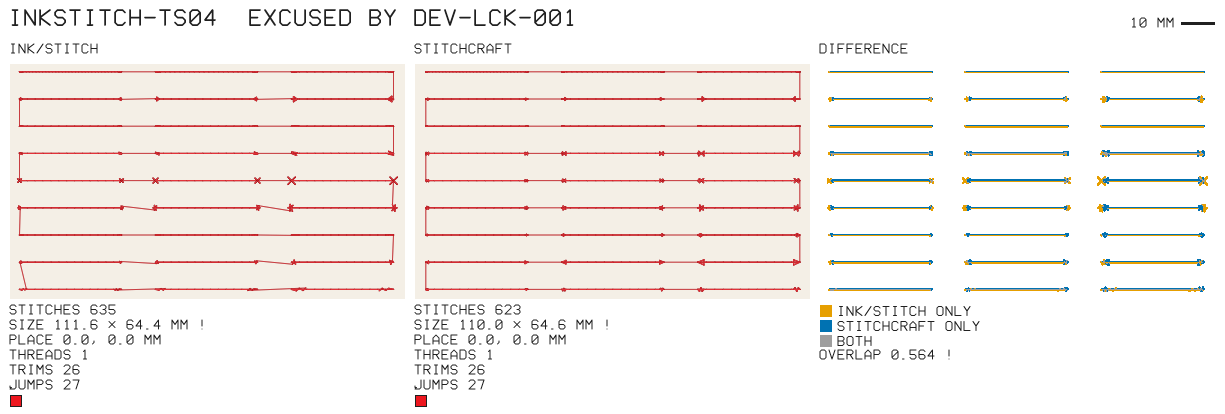 INKSTITCH-TS04 EXCUSED BY DEV-LCK-001
10 MM
INK/STITCH
STITCHCRAFT
DIFFERENCE
STITCHES 635
SIZE 111.6 × 64.4 MM !
PLACE 0.0, 0.0 MM
THREADS 1
TRIMS 26
JUMPS 27
STITCHES 623
SIZE 110.0 × 64.6 MM !
PLACE 0.0, 0.0 MM
THREADS 1
TRIMS 26
JUMPS 27
INK/STITCH ONLY
STITCHCRAFT ONLY
BOTH
OVERLAP 0.564 !